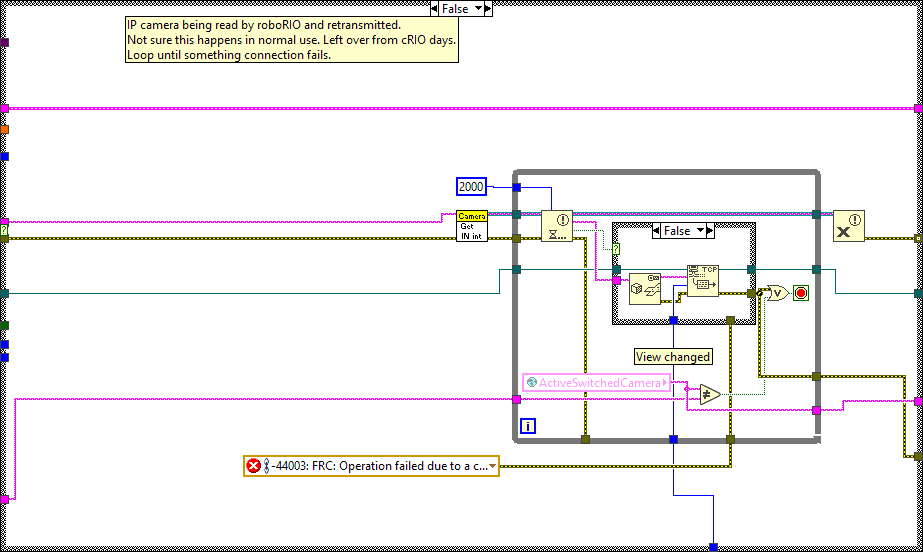 False
IP camera being read by roboRIO and retransmitted.
Not sure this happens in normal use. Left over from cRIO days.
Loop until something connection fails.
2000
Camera
Get
IN int
False
TCP
View changed
ActiveSwitchedCamera
i
-44003: FRC: Operation failed due to a c...